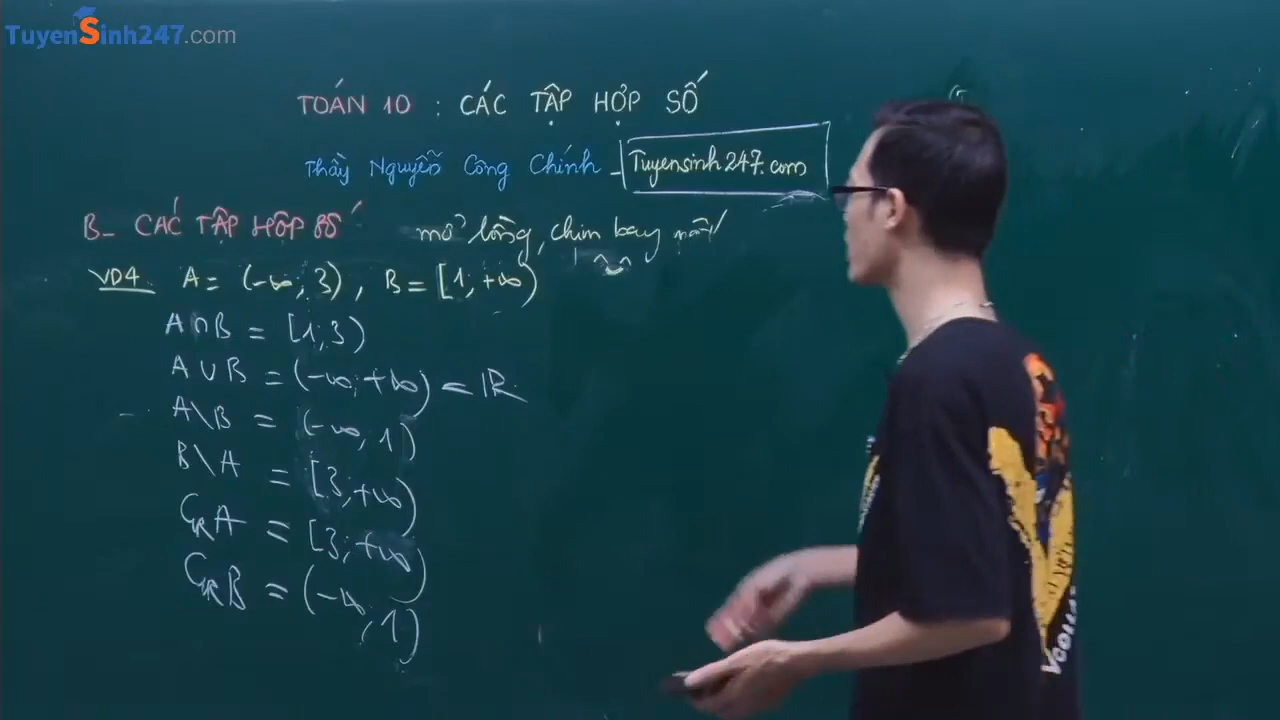 TuyenSinh247.com
TOÁN 10 : CÁC TẬP HỢP SỐ
Thầy Nguyễn Công Chính - Tuyensinh247.com
B- CÁC TẬP HỢP SỐ
mở lồng, chim bay
VD4 A = (-∞; 3), B = [1; +∞)
A∩B = [1; 3)
A∪B = (-∞; +∞) = ℝ
A\B = (-∞; 1)
B\A = [3; +∞)
CℝA = [3; +∞)
CℝB = (-∞; 1)